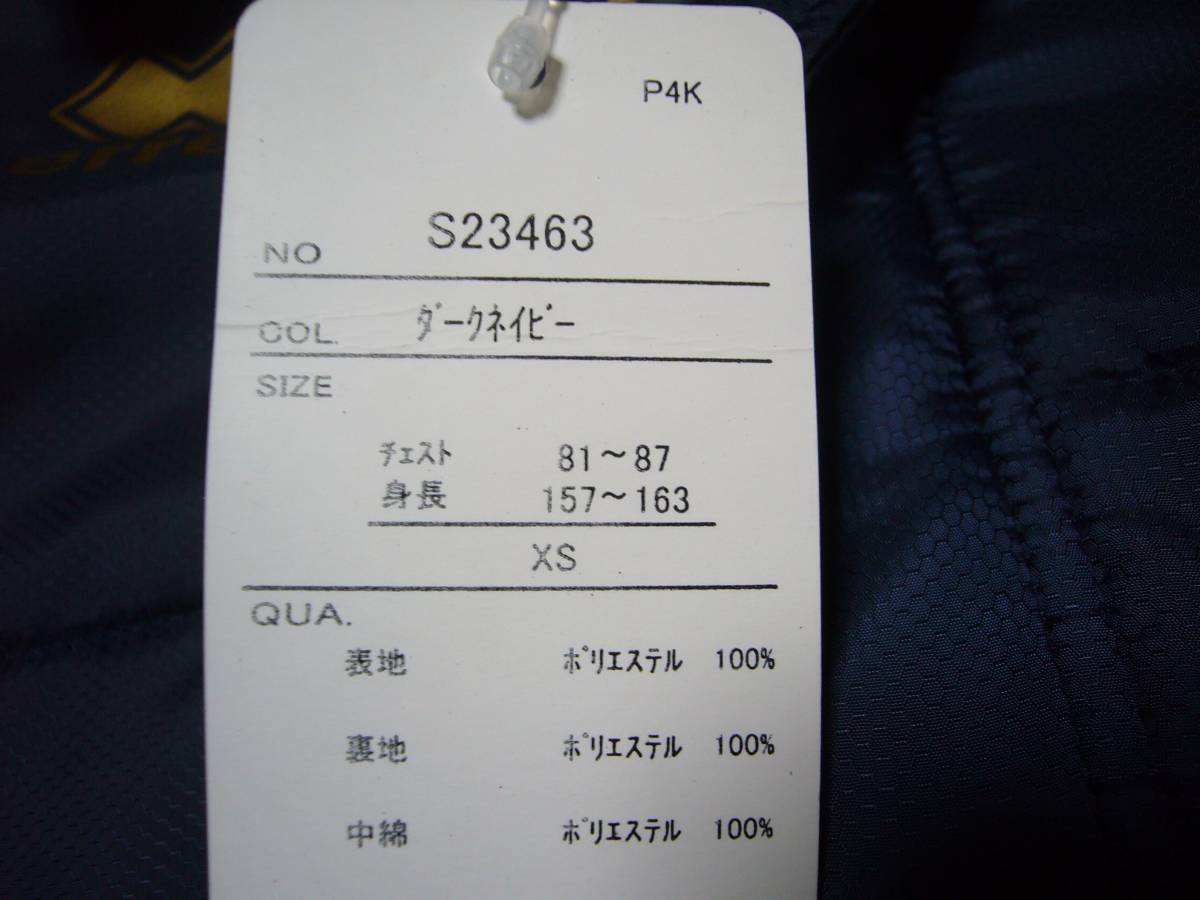 P4K
NO S23463
COL. ﾀﾞｰｸﾈｲﾋﾞｰ
SIZE
ﾁｪｽﾄ 81～87
身長 157～163
XS
QUA.
表地 ﾎﾟﾘｴｽﾃﾙ 100%
裏地 ﾎﾟﾘｴｽﾃﾙ 100%
中綿 ﾎﾟﾘｴｽﾃﾙ 100%